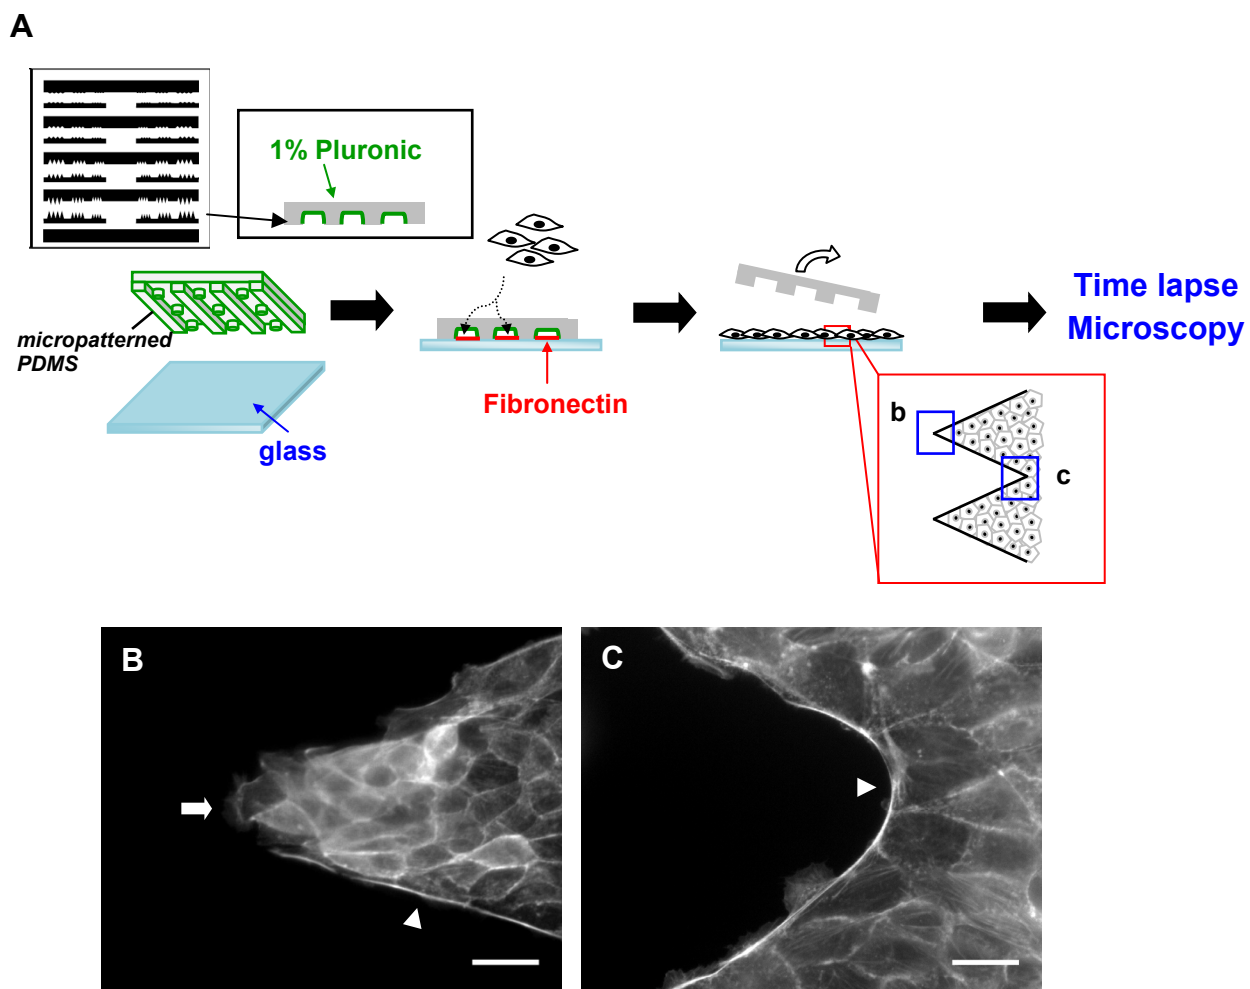 A
1% Pluronic
micropatterned
PDMS
glass
Fibronectin
Time lapse
Microscopy
b
c
B
C